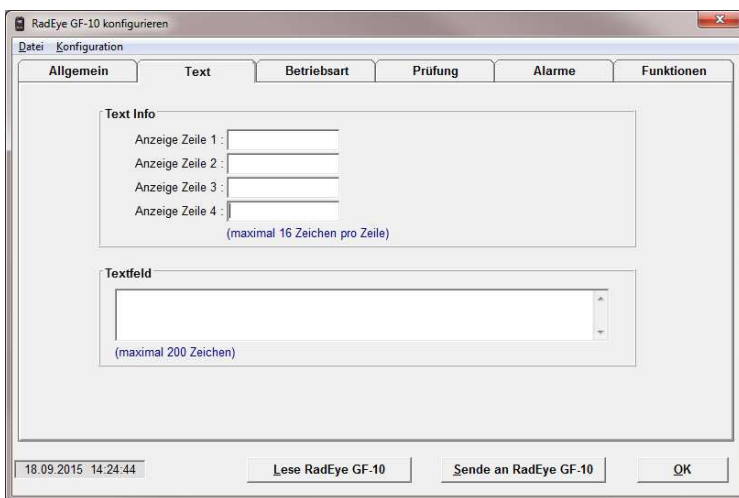 RadEye GF-10 konfigurieren
Datei Konfiguration
Allgemein Text Betriebsart Prüfung Alarme Funktionen
Text Info
Anzeige Zeile 1 :
Anzeige Zeile 2 :
Anzeige Zeile 3 :
Anzeige Zeile 4 :
(maximal 16 Zeichen pro Zeile)
Textfeld
(maximal 200 Zeichen)
18.09.2015 14:24:44 Lese RadEye GF-10 Sende an RadEye GF-10 OK